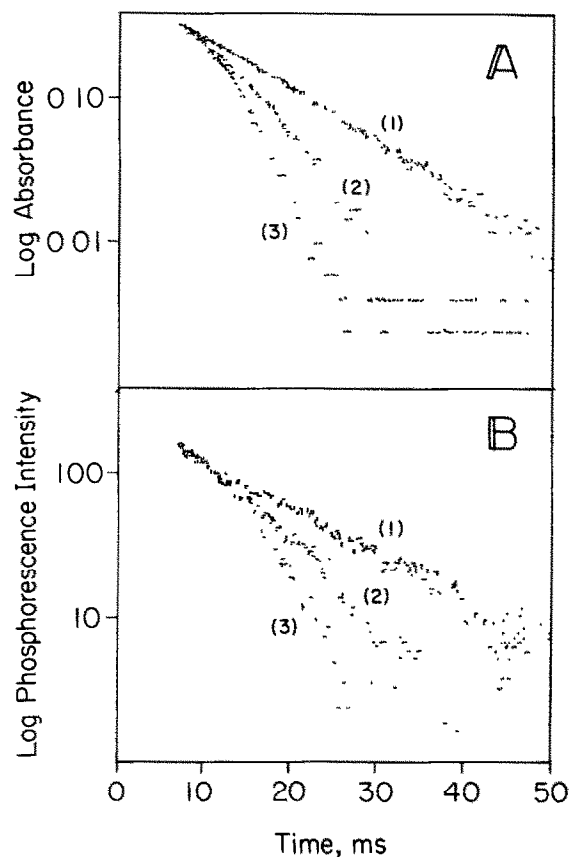 A
Log Absorbance
0 10
0 01
(1)
(2)
(3)
B
Log Phosphorescence Intensity
100
10
(1)
(2)
(3)
0 10 20 30 40 50
Time, ms